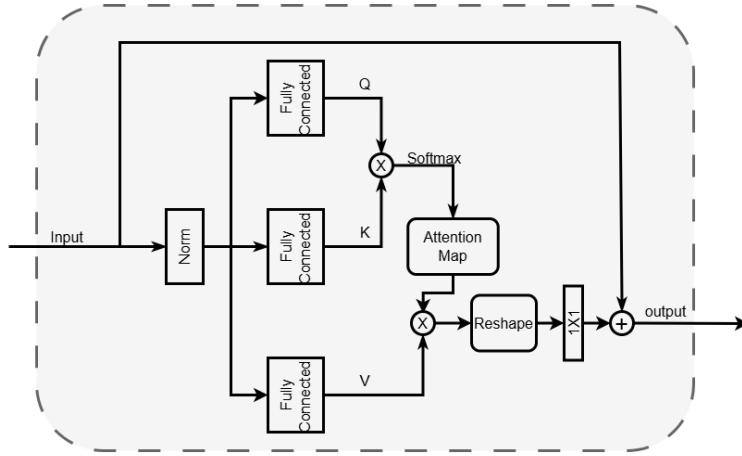 Fully
Connected
Q
X
Softmax
Input
Norm
Fully
Connected
K
Attention
Map
X
Reshape
1X1
+
output
Fully
Connected
V